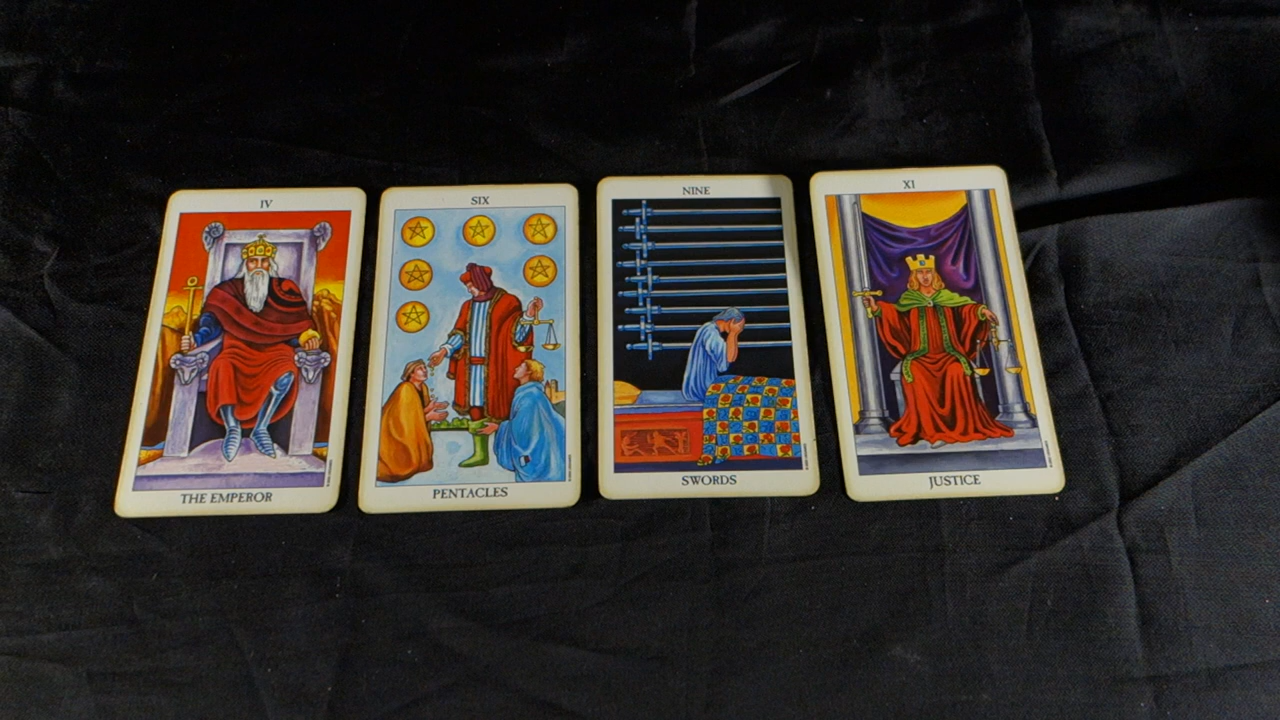 IV
THE EMPEROR
SIX
PENTACLES
NINE
SWORDS
XI
JUSTICE